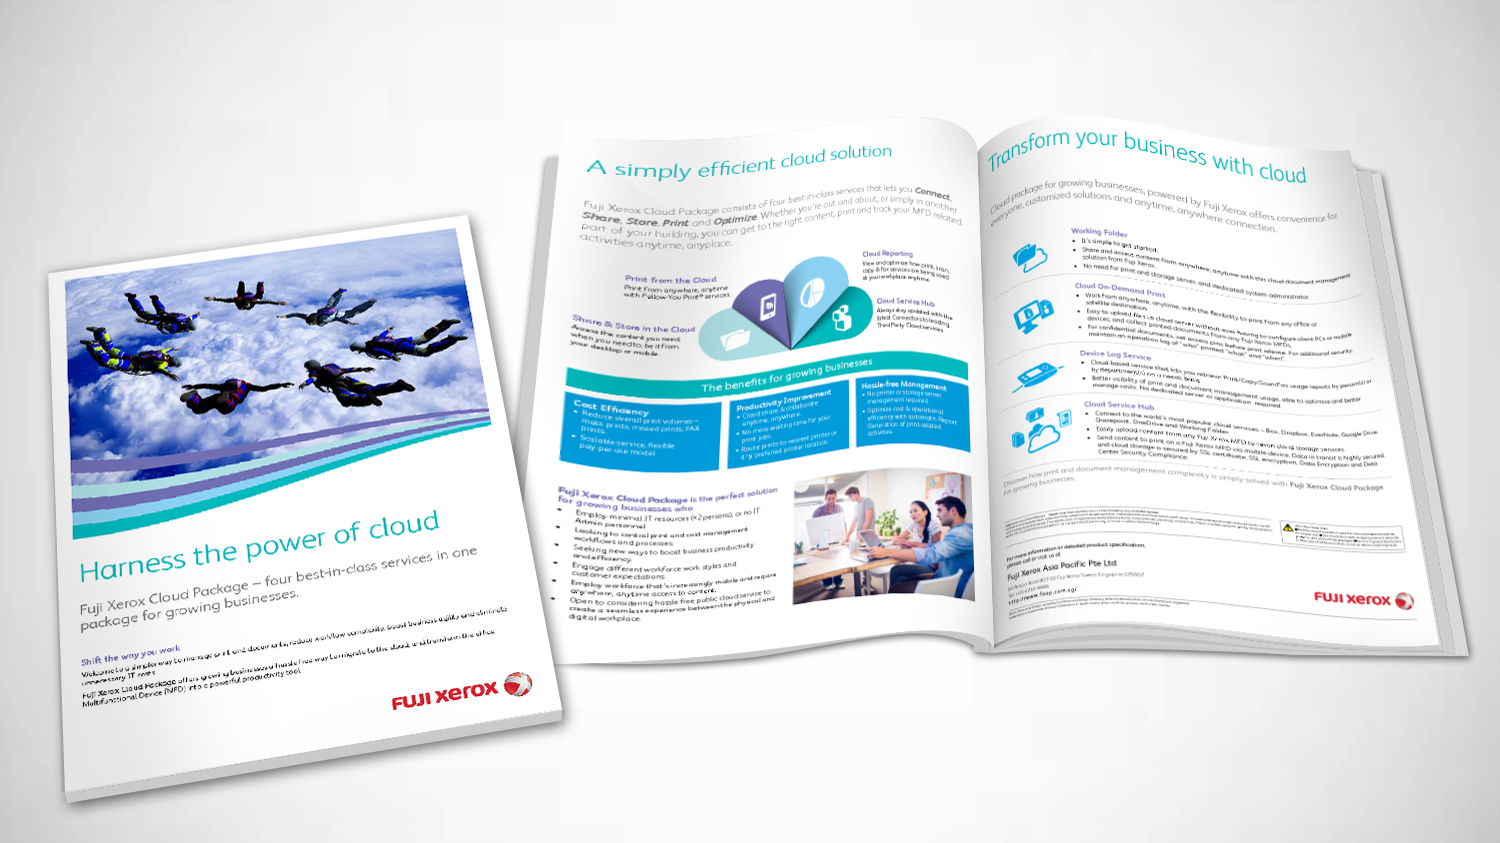 Harness the power of cloud
Fuji Xerox Cloud Package – four best-in-class services in one
package for growing businesses.
Shift the way you work
Welcome to a simpler way to manage print and documents, reduce workflow complexity, boost business agility and eliminate
unnecessary IT costs.
Fuji Xerox Cloud Package offers growing businesses a hassle free way to migrate to the cloud, and transform the office
Multifunctional Device (MFD) into a powerful productivity tool.
FUJI xerox
A simply efficient cloud solution
Fuji Xerox Cloud Package consists of four best-in-class services that lets you Connect,
Share, Store, Print and Optimize. Whether you're out and about, or simply in another
part of your building, you can get to the right content, print and track your MFD related
activities anytime, anyplace.
Print from the Cloud
Print from anywhere, anytime
with Follow-You Print® services.
Cloud Reporting
View and optimize how print, scan,
copy & fax services are being used
at your workplace anytime.
Share & Store in the Cloud
Access the content you need,
when you need to; be it from
your desktop or mobile.
Cloud Service Hub
Always stay updated with the
latest Connectors to leading
Third Party Cloud services.
The benefits for growing businesses
Cost Efficiency
• Reduce overall print volumes –
mass prints, missed prints, FAX
prints.
• Scalable service, flexible
pay-per-use model.
Productivity Improvement
• Cloud share & collaborate
anytime, anywhere.
• No more waiting time for your
print jobs.
• Route prints to nearest printer or
any preferred printer location.
Hassle-free Management
• No printer or storage server
management required.
• Optimize cost & operational
efficiency with automatic Report
Generation of print related
activities.
Fuji Xerox Cloud Package is the perfect solution
for growing businesses who
• Employ minimal IT resources (<2 persons), or no IT
Admin personnel.
• Looking to control print and cost management
workflows and processes.
• Seeking new ways to boost business productivity
and efficiency.
• Engage different workforce work styles and
customer expectations.
• Employ workforce that's increasingly mobile and require
anywhere, anytime access to content.
• Open to considering hassle free public cloud service to
create a seamless experience between the physical and
digital workplace.
Transform your business with cloud
Cloud package for growing businesses, powered by Fuji Xerox offers convenience for
everyone, customized solutions and anytime, anywhere connection.
Working Folder
• It's simple to get started.
• Share and access content from anywhere, anytime with this cloud document management
solution from Fuji Xerox.
• No need for print and storage server, and dedicated system administrator.
Cloud On-Demand Print
• Work from anywhere, anytime, with the flexibility to print from any office or
satellite destination.
• Easy to upload files to cloud server without ever having to configure client PCs or mobile
devices, and collect printed documents from any Fuji Xerox MFDs.
• For confidential documents, set access pins before print release. For additional security,
maintain an operation log of "who" printed "what" and "when".
Device Log Service
• Cloud-based service that lets you retrieve Print/Copy/Scan/Fax usage reports by person(s) or
by department(s) on a needs basis.
• Better visibility of print and document management usage, able to optimise and better
manage costs. No dedicated server or application required.
Cloud Service Hub
• Connect to the world's most popular cloud services – Box, Dropbox, Evernote, Google Drive,
Sharepoint, OneDrive and Working Folder.
• Easily upload content from any Fuji Xerox MFD to seven cloud storage services.
• Send content to print on a Fuji Xerox MFD via mobile device. Data in transit is highly secured,
and cloud storage is secured by SSL certificate, SSL encryption, Data Encryption and Data
Center Security Compliance.
Discover how print and document management complexity is simply solved with Fuji Xerox Cloud Package
for growing businesses.
For more information or detailed product specification,
please call or visit us at
Fuji Xerox Asia Pacific Pte Ltd
FUJI xerox